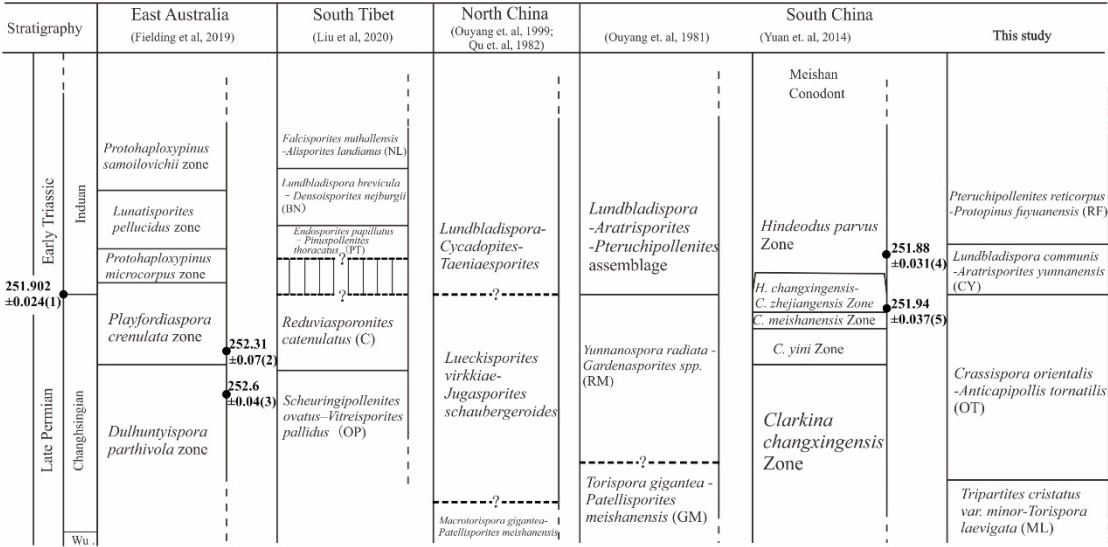 Stratigraphy
East Australia
(Fielding et al, 2019)
South Tibet
(Liu et al, 2020)
North China
(Ouyang et. al, 1999;
Qu et. al, 1982)
South China
(Ouyang et. al, 1981)
(Yuan et. al, 2014)
This study
Early Triassic
Induan
251.902
±0.024(1)
Late Permian
Changhsingian
Wu .
Protohaploxypinus
samoilovichii zone
Lunatisporites
pellucidus zone
Protohaploxypinus
microcorpus zone
Playfordiaspora
crenulata zone
252.31
±0.07(2)
252.6
±0.04(3)
Dulhuntyispora
parthivola zone
Falcisporites nuthallensis
-Alisporites landianus (NL)
Lundbladispora brevicula
- Densoisporites nejburgii
(BN)
Endosporites papillatus
- Pinuspollenites
thoracatus (PT)
?
?
Reduviasporonites
catenulatus (C)
Scheuringipollenites
ovatus–Vitreisporites
pallidus (OP)
Lundbladispora-
Cycadopites-
Taeniaesporites
?
Lueckisporites
virkkiae-
Jugasporites
schaubergeroides
?
Macrotorispora gigantea-
Patellisporites meishanensis
Lundbladispora
-Aratrisporites
-Pteruchipollenites
assemblage
Yunnanospora radiata -
Gardenasporites spp.
(RM)
?
Torispora gigantea -
Patellisporites
meishanensis (GM)
Meishan
Conodont
Hindeodus parvus
Zone
251.88
±0.031(4)
H. changxingensis-
C. zhejiangensis Zone
251.94
±0.037(5)
C. meishanensis Zone
C. yini Zone
Clarkina
changxingensis
Zone
Pteruchipollenites reticorpus
-Protopinus fuyuanensis (RF)
Lundbladispora communis
-Aratrisporites yunnanensis
(CY)
Crassispora orientalis
-Anticapipollis tornatilis
(OT)
Tripartites cristatus
var. minor-Torispora
laevigata (ML)